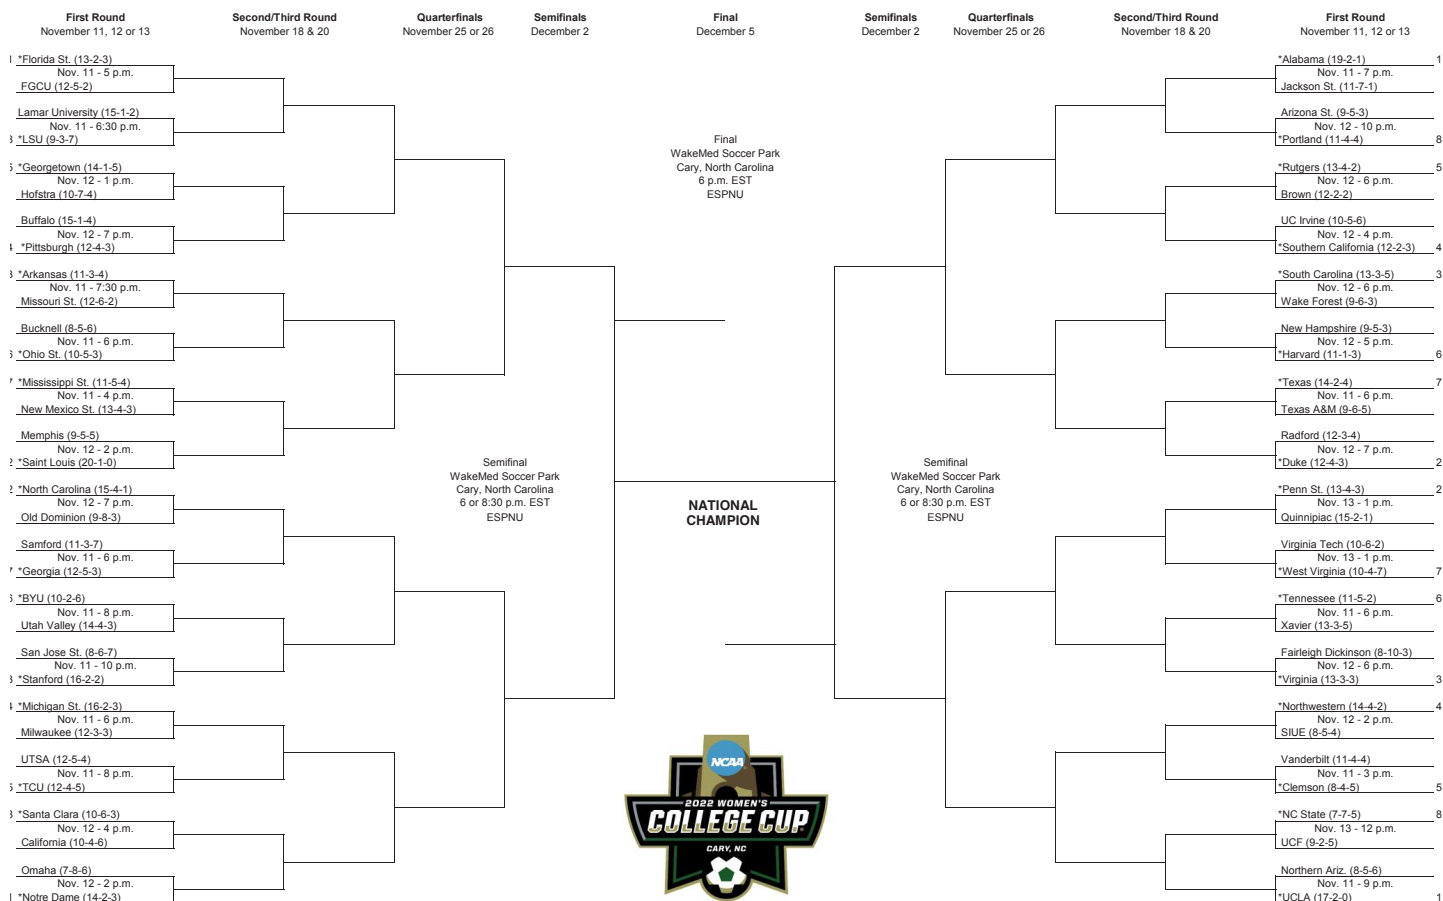 First Round
November 11, 12 or 13
Second/Third Round
November 18 & 20
Quarterfinals
November 25 or 26
Semifinals
December 2
Final
December 5
Semifinals
December 2
Quarterfinals
November 25 or 26
Second/Third Round
November 18 & 20
First Round
November 11, 12 or 13
*Florida St. (13-2-3)
Nov. 11 - 5 p.m.
FGCU (12-5-2)
Lamar University (15-1-2)
Nov. 11 - 6:30 p.m.
*LSU (9-3-7)
*Georgetown (14-1-5)
Nov. 12 - 1 p.m.
Hofstra (10-7-4)
Buffalo (15-1-4)
Nov. 12 - 7 p.m.
*Pittsburgh (12-4-3)
*Arkansas (11-3-4)
Nov. 11 - 7:30 p.m.
Missouri St. (12-6-2)
Bucknell (8-5-6)
Nov. 11 - 6 p.m.
*Ohio St. (10-5-3)
*Mississippi St. (11-5-4)
Nov. 11 - 4 p.m.
New Mexico St. (13-4-3)
Memphis (9-5-5)
Nov. 12 - 2 p.m.
*Saint Louis (20-1-0)
*North Carolina (15-4-1)
Nov. 12 - 7 p.m.
Old Dominion (9-8-3)
Samford (11-3-7)
Nov. 11 - 6 p.m.
*Georgia (12-5-3)
*BYU (10-2-6)
Nov. 11 - 8 p.m.
Utah Valley (14-4-3)
San Jose St. (8-6-7)
Nov. 11 - 10 p.m.
*Stanford (16-2-2)
*Michigan St. (16-2-3)
Nov. 11 - 6 p.m.
Milwaukee (12-3-3)
UTSA (12-5-4)
Nov. 11 - 8 p.m.
*TCU (12-4-5)
*Santa Clara (10-6-3)
Nov. 12 - 4 p.m.
California (10-4-6)
Omaha (7-8-6)
Nov. 12 - 2 p.m.
*Notre Dame (14-2-3)
Final
WakeMed Soccer Park
Cary, North Carolina
6 p.m. EST
ESPNU
Semifinal
WakeMed Soccer Park
Cary, North Carolina
6 or 8:30 p.m. EST
ESPNU
NATIONAL
CHAMPION
Semifinal
WakeMed Soccer Park
Cary, North Carolina
6 or 8:30 p.m. EST
ESPNU
NCAA
2022 WOMEN'S
COLLEGE CUP
CARY, NC
*Alabama (19-2-1) 1
Nov. 11 - 7 p.m.
Jackson St. (11-7-1)
Arizona St. (9-5-3)
Nov. 12 - 10 p.m.
*Portland (11-4-4) 8
*Rutgers (13-4-2) 5
Nov. 12 - 6 p.m.
Brown (12-2-2)
UC Irvine (10-5-6)
Nov. 12 - 4 p.m.
*Southern California (12-2-3) 4
*South Carolina (13-3-5) 3
Nov. 12 - 6 p.m.
Wake Forest (9-6-3)
New Hampshire (9-5-3)
Nov. 12 - 5 p.m.
*Harvard (11-1-3) 6
*Texas (14-2-4) 7
Nov. 11 - 6 p.m.
Texas A&M (9-6-5)
Radford (12-3-4)
Nov. 12 - 7 p.m.
*Duke (12-4-3) 2
*Penn St. (13-4-3) 2
Nov. 13 - 1 p.m.
Quinnipiac (15-2-1)
Virginia Tech (10-6-2)
Nov. 13 - 1 p.m.
*West Virginia (10-4-7) 7
*Tennessee (11-5-2) 6
Nov. 11 - 6 p.m.
Xavier (13-3-5)
Fairleigh Dickinson (8-10-3)
Nov. 12 - 6 p.m.
*Virginia (13-3-3) 3
*Northwestern (14-4-2) 4
Nov. 12 - 2 p.m.
SIUE (8-5-4)
Vanderbilt (11-4-4)
Nov. 11 - 3 p.m.
*Clemson (8-4-5) 5
*NC State (7-7-5) 8
Nov. 13 - 12 p.m.
UCF (9-2-5)
Northern Ariz. (8-5-6)
Nov. 11 - 9 p.m.
*UCLA (17-2-0) 1